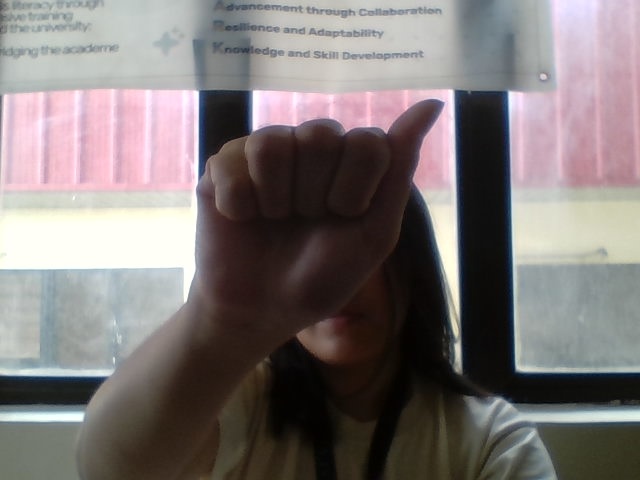 s literacy through
sive training
d the university:
ridging the academe
Advancement through Collaboration
Resilience and Adaptability
Knowledge and Skill Development